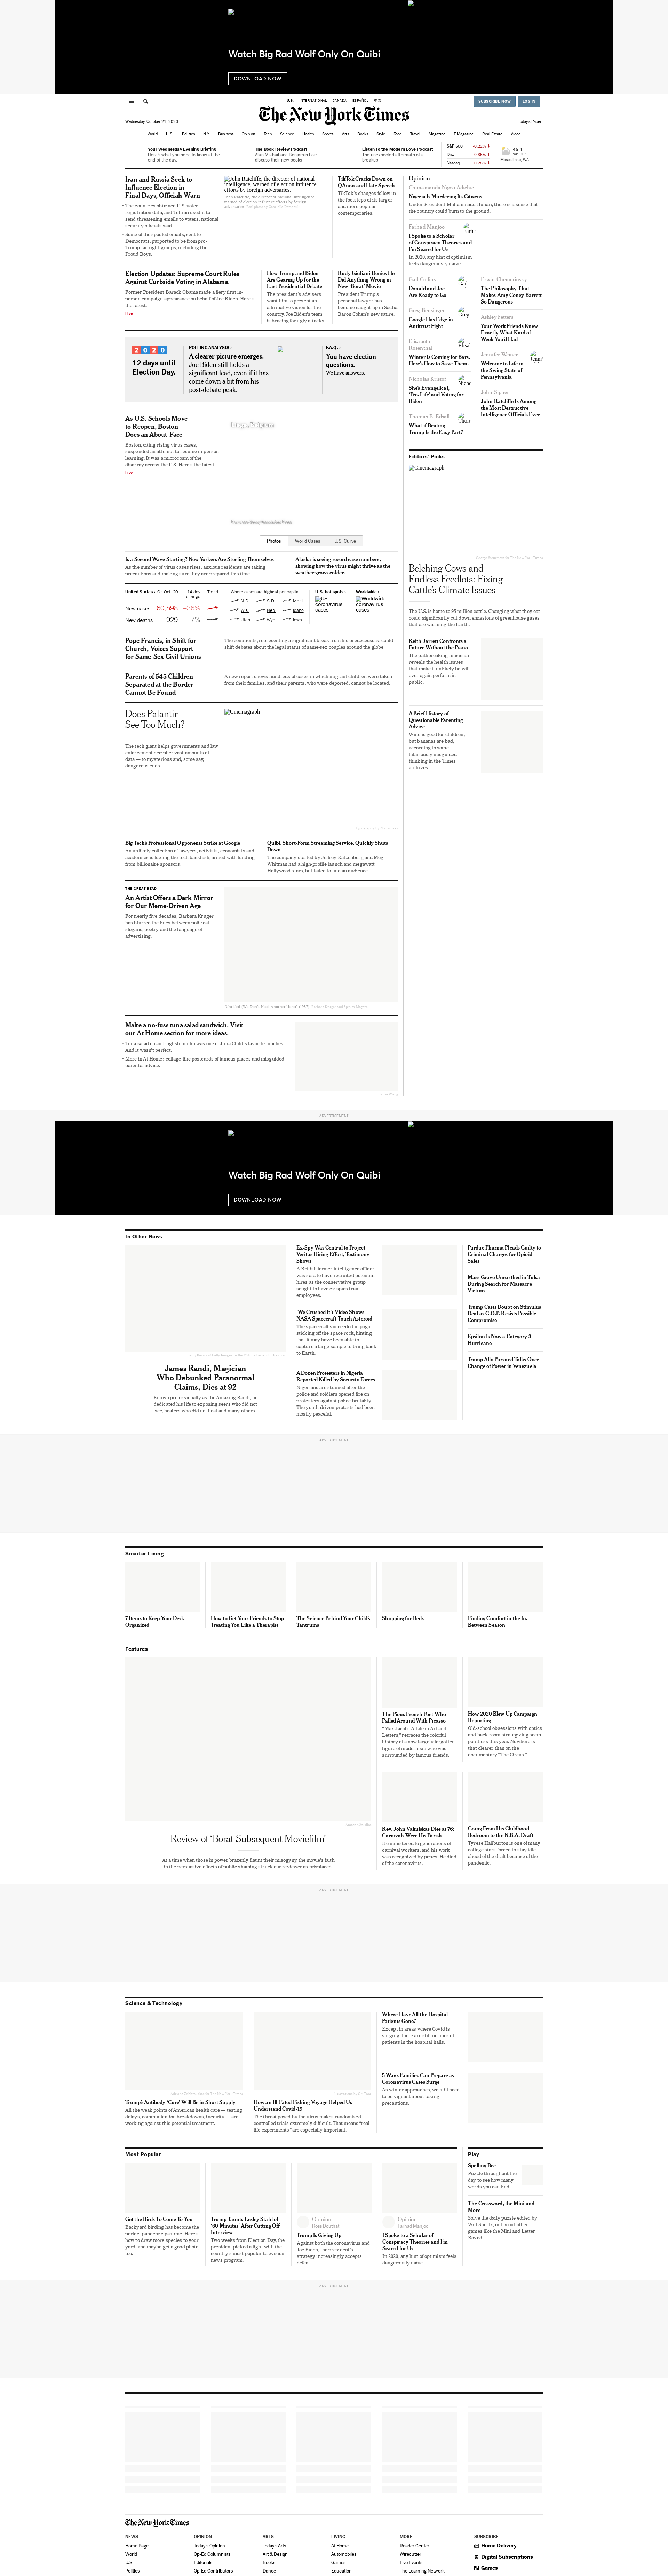 Watch Big Rad Wolf Only On Quibi
DOWNLOAD NOW
U.S. INTERNATIONAL CANADA ESPAÑOL 中文
SUBSCRIBE NOW LOG IN
The New York Times
Wednesday, October 21, 2020
Today's Paper
World U.S. Politics N.Y. Business Opinion Tech Science Health Sports Arts Books Style Food Travel Magazine T Magazine Real Estate Video
Your Wednesday Evening Briefing
Here's what you need to know at the end of the day.
The Book Review Podcast
Alan Mikhail and Benjamin Lorr discuss their new books.
Listen to the Modern Love Podcast
The unexpected aftermath of a breakup.
S&P 500 -0.22%
Dow -0.35%
Nasdaq -0.28%
45°F
Moses Lake, WA
Iran and Russia Seek to
Influence Election in
Final Days, Officials Warn
The countries obtained U.S. voter registration data, and Tehran used it to send threatening emails to voters, national security officials said.
Some of the spoofed emails, sent to Democrats, purported to be from pro-Trump far-right groups, including the Proud Boys.
John Ratcliffe, the director of national intelligence, warned of election influence efforts by foreign adversaries.
TikTok Cracks Down on QAnon and Hate Speech
TikTok's changes follow in the footsteps of its larger and more popular contemporaries.
Election Updates: Supreme Court Rules
Against Curbside Voting in Alabama
Former President Barack Obama made a fiery first in-person campaign appearance on behalf of Joe Biden. Here's the latest.
Live
How Trump and Biden Are Gearing Up for the Last Presidential Debate
The president's advisers want him to present an affirmative vision for the country. Joe Biden's team is bracing for ugly attacks.
Rudy Giuliani Denies He Did Anything Wrong in New 'Borat' Movie
President Trump's personal lawyer has become caught up in Sacha Baron Cohen's new satire.
2020
12 days until
Election Day.
POLLING ANALYSIS ›
A clearer picture emerges.
Joe Biden still holds a significant lead, even if it has come down a bit from his post-debate peak.
F.A.Q. ›
You have election questions.
We have answers.
As U.S. Schools Move
to Reopen, Boston
Does an About-Face
Boston, citing rising virus cases, suspended an attempt to resume in-person learning. It was a microcosm of the disarray across the U.S. Here's the latest.
Live
Liege, Belgium
Photos World Cases U.S. Curve
Is a Second Wave Starting? New Yorkers Are Steeling Themselves
As the number of virus cases rises, anxious residents are taking precautions and making sure they are prepared this time.
Alaska is seeing record case numbers, showing how the virus might thrive as the weather grows colder.
United States › On Oct. 20 14-day change Trend
New cases 60,598 +36%
New deaths 929 +7%
Where cases are highest per capita
N.D. S.D. Mont.
Wis. Neb. Idaho
Utah Wyo. Iowa
U.S. hot spots ›
US coronavirus cases
Worldwide ›
Worldwide coronavirus cases
Pope Francis, in Shift for
Church, Voices Support
for Same-Sex Civil Unions
The comments, representing a significant break from his predecessors, could shift debates about the legal status of same-sex couples around the globe.
Parents of 545 Children
Separated at the Border
Cannot Be Found
A new report shows hundreds of cases in which migrant children were taken from their families, and their parents, who were deported, cannot be located.
Does Palantir
See Too Much?
The tech giant helps governments and law enforcement decipher vast amounts of data — to mysterious and, some say, dangerous ends.
Cinemagraph
Big Tech's Professional Opponents Strike at Google
An unlikely collection of lawyers, activists, economists and academics is fueling the tech backlash, armed with funding from billionaire sponsors.
Quibi, Short-Form Streaming Service, Quickly Shuts Down
The company started by Jeffrey Katzenberg and Meg Whitman had a high-profile launch and megawatt Hollywood stars, but failed to find an audience.
THE GREAT READ
An Artist Offers a Dark Mirror
for Our Meme-Driven Age
For nearly five decades, Barbara Kruger has blurred the lines between political slogan, poetry and the language of advertising.
Make a no-fuss tuna salad sandwich. Visit
our At Home section for more ideas.
Tuna salad on an English muffin was one of Julia Child's favorite lunches. And it wasn't perfect.
More in At Home: collage-like paper reads of famous places and misguided parental advice.
Opinion
Chimamanda Ngozi Adichie
Nigeria Is Murdering Its Citizens
Under President Muhammadu Buhari, there is a sense that the country could burn to the ground.
Farhad Manjoo
I Spoke to a Scholar
of Conspiracy Theories and
I'm Scared for Us
In 2020, any hint of optimism feels dangerously naïve.
Gail Collins
Donald and Joe
Are Ready to Go
Greg Bensinger
Google Has Edge in
Antitrust Fight
Elisabeth Rosenthal
Winter Is Coming for Bars.
Here's How to Save Them.
Nicholas Kristof
She's Evangelical,
'Pro-Life' and Voting for
Biden
Thomas B. Edsall
What if Beating
Trump Is the Easy Part?
Erwin Chemerinsky
The Philosophy That
Makes Amy Coney Barrett
So Dangerous
Ashley Fetters
Your Work Friends Know
Exactly What Kind of
Week You'll Had
Jennifer Weiner
Welcome to Life in
the Swing State of
Pennsylvania
John Sipher
John Ratcliffe Is Among
the Most Destructive
Intelligence Officials Ever
Editors' Picks
Cinemagraph
Belching Cows and
Endless Feedlots: Fixing
Cattle's Climate Issues
The U.S. is home to 95 million cattle. Changing what they eat could significantly cut down emissions of greenhouse gases that are warming the Earth.
Keith Jarrett Confronts a
Future Without the Piano
The pathbreaking musician reveals the health issues that make it unlikely he will ever again perform in public.
A Brief History of
Questionable Parenting
Advice
Wine is good for children, but bananas are bad, according to some hilariously misguided thinking in the Times archives.
ADVERTISEMENT
Watch Big Rad Wolf Only On Quibi
DOWNLOAD NOW
In Other News
James Randi, Magician
Who Debunked Paranormal
Claims, Dies at 92
Known professionally as the Amazing Randi, he dedicated his life to exposing seers who did not see, healers who did not heal and many others.
Ex-Spy Was Central to Project Veritas Hiring Effort, Testimony Shows
A British former intelligence officer was said to have recruited potential hires as the conservative group sought to have ex-spies train employees.
'We Crushed It': Video Shows NASA Spacecraft Touch Asteroid
The spacecraft succeeded in pogo-sticking off the space rock, hinting that it may have been able to capture a large sample to bring back to Earth.
A Dozen Protesters in Nigeria Reported Killed by Security Forces
Nigerians are stunned after the police and soldiers opened fire on protesters against police brutality. The youth-driven protests had been mostly peaceful.
Purdue Pharma Pleads Guilty to Criminal Charges for Opioid Sales
Mass Grave Unearthed in Tulsa During Search for Massacre Victims
Trump Casts Doubt on Stimulus Deal as G.O.P. Resists Possible Compromise
Epsilon Is Now a Category 3 Hurricane
Trump Ally Pursued Talks Over Change of Power in Venezuela
ADVERTISEMENT
Smarter Living
7 Items to Keep Your Desk Organized
How to Get Your Friends to Stop Treating You Like a Therapist
The Science Behind Your Child's Tantrums
Shopping for Beds
Finding Comfort in the In-Between Season
Features
Review of 'Borat Subsequent Moviefilm'
At a time when those in power brazenly flaunt their misogyny, the movie's faith in the persuasive effects of public shaming struck our reviewer as misplaced.
The Pious French Poet Who Palled Around With Picasso
"Max Jacob: A Life in Art and Letters," retraces the colorful history of a now largely forgotten figure of modernism who was surrounded by famous friends.
How 2020 Blew Up Campaign Reporting
Old-school obsessions with optics and back-room strategizing seem pointless this year. Nowhere is that clearer than on the documentary "The Circus."
Rev. John Vakulskas Dies at 76; Carnivals Were His Parish
He ministered to generations of carnival workers, and his work was recognized by popes. He died of the coronavirus.
Going From His Childhood Bedroom to the N.B.A. Draft
Tyrese Haliburton is one of many college stars forced to stay idle ahead of the draft because of the pandemic.
ADVERTISEMENT
Science & Technology
Trump's Antibody 'Cure' Will Be in Short Supply
All the weak points of American health care — testing delays, communication breakdowns, inequity — are working against this potential treatment.
How an Ill-Fated Fishing Voyage Helped Us Understand Covid-19
The threat posed by the virus makes randomized controlled trials extremely difficult. That means "real-life experiments" are especially important.
Where Have All the Hospital Patients Gone?
Except in areas where Covid is surging, there are still no lines of patients in the hospital halls.
5 Ways Families Can Prepare as Coronavirus Cases Surge
As winter approaches, we still need to be vigilant about taking precautions.
Most Popular
Get the Birds To Come To You
Backyard birding has become the perfect pandemic pastime. Here's how to draw more species to your yard, and maybe get a good photo, too.
Trump Taunts Lesley Stahl of '60 Minutes' After Cutting Off Interview
Two weeks from Election Day, the president picked a fight with the country's most popular television news program.
Opinion
Ross Douthat
Trump Is Giving Up
Against both the coronavirus and Joe Biden, the president's strategy increasingly accepts defeat.
Opinion
Farhad Manjoo
I Spoke to a Scholar of Conspiracy Theories and I'm Scared for Us
In 2020, any hint of optimism feels dangerously naïve.
Play
Spelling Bee
Puzzle throughout the day to see how many words you can find.
The Crossword, the Mini and More
Solve the daily puzzle edited by Will Shortz, or try our other games like the Mini and Letter Boxed.
ADVERTISEMENT
The New York Times
NEWS
Home Page
World
U.S.
Politics
OPINION
Today's Opinion
Op-Ed Columnists
Editorials
Op-Ed Contributors
ARTS
Today's Arts
Art & Design
Books
Dance
LIVING
At Home
Automobiles
Games
Education
MORE
Reader Center
Wirecutter
Live Events
The Learning Network
SUBSCRIBE
Home Delivery
Digital Subscriptions
Games